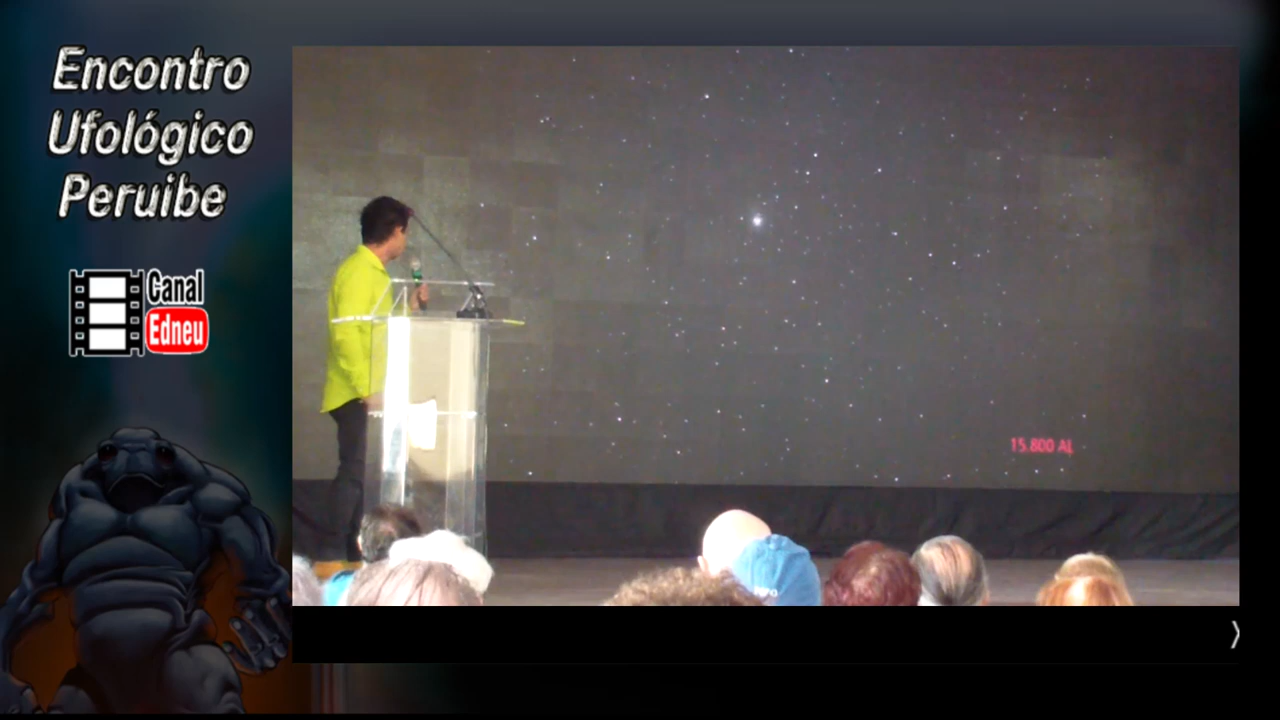 Encontro
Ufológico
Peruibe
Canal
Edneu
15.800 AL